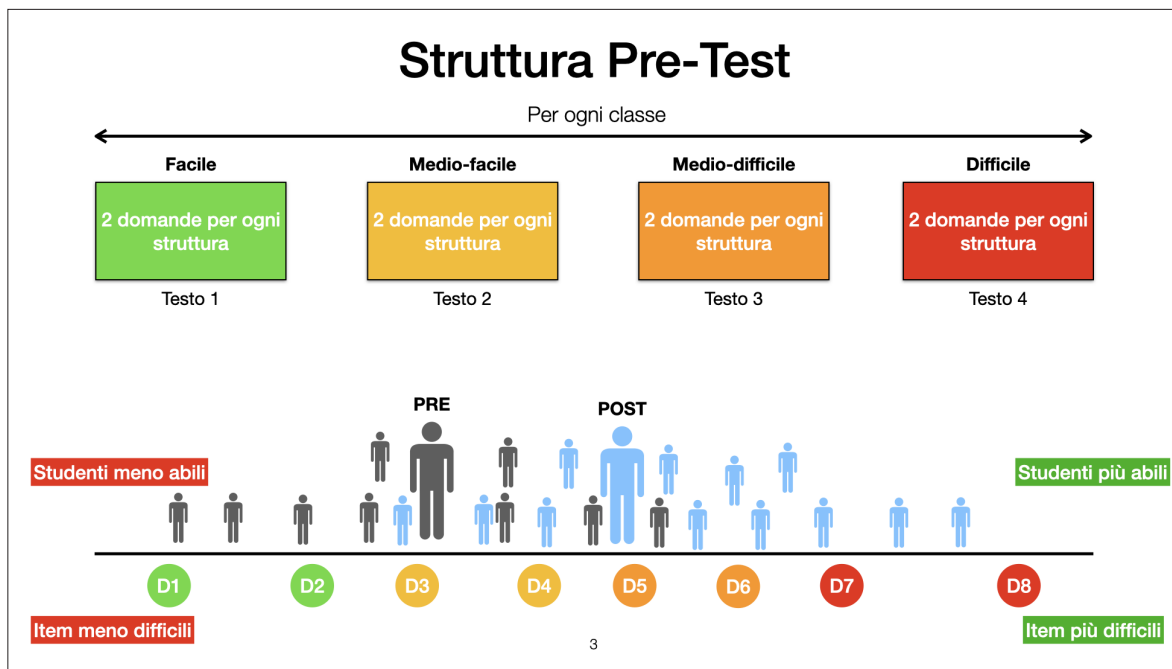 Struttura Pre-Test
Per ogni classe
Facile
Medio-facile
Medio-difficile
Difficile
2 domande per ogni
struttura
2 domande per ogni
struttura
2 domande per ogni
struttura
2 domande per ogni
struttura
Testo 1
Testo 2
Testo 3
Testo 4
PRE
POST
Studenti meno abili
Studenti più abili
D1
D2
D3
D4
D5
D6
D7
D8
Item meno difficili
Item più difficili
3